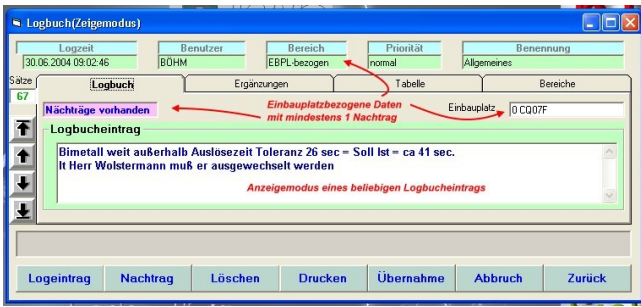 Logbuch(Zeigemodus)
Logzeit Benutzer Bereich Priorität Benennung
30.06.2004 09:02:46 BÖHM EBPL-bezogen normal Allgemeines
Sätze
67
Logbuch Ergänzungen Tabelle Bereiche
Nächträge vorhanden
Einbauplatzbezogene Daten
mit mindestens 1 Nachtrag
Einbauplatz 0 CQ07F
Logbucheintrag
Bimetall weit außerhalb Auslösezeit Toleranz 26 sec = Soll Ist = ca 41 sec.
lt Herr Wolstermann muß er ausgewechselt werden
Anzeigemodus eines beliebigen Logbucheintrags
Logeintrag Nachtrag Löschen Drucken Übernahme Abbruch Zurück